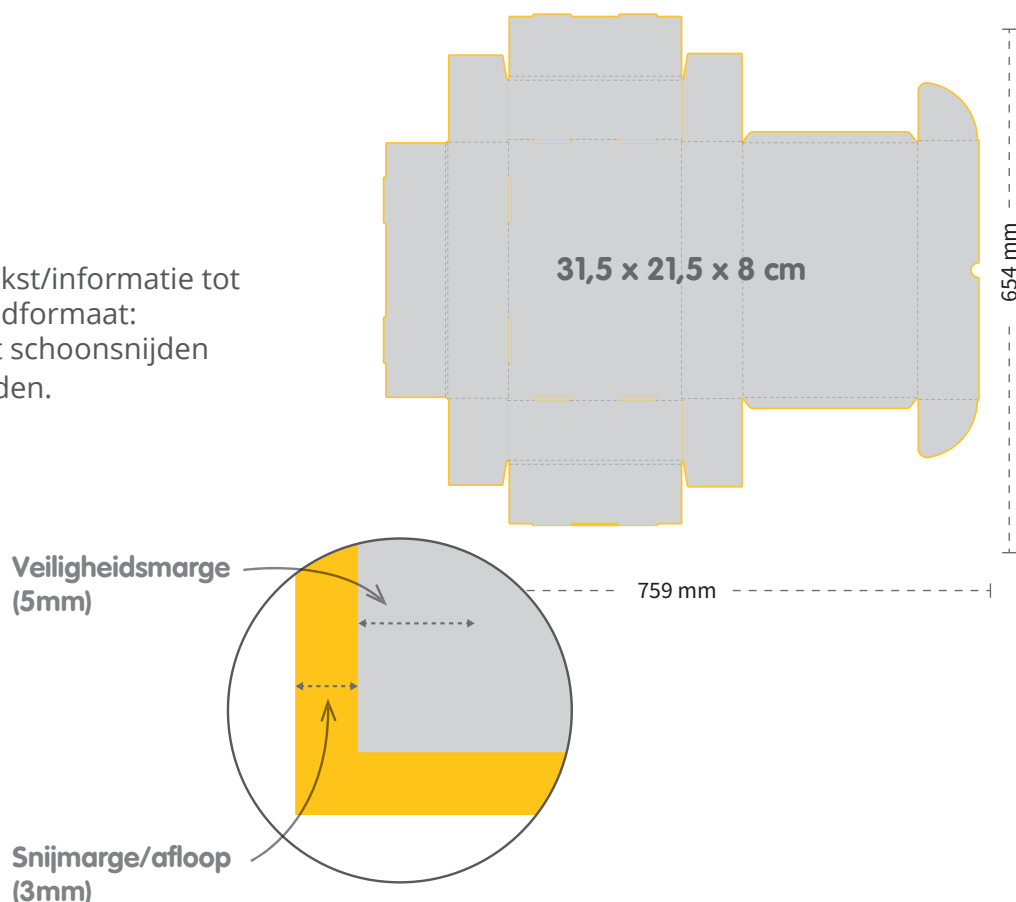 31,5 x 21,5 x 8 cm
654 mm
kst/informatie tot
dformaat:
t schoonsnijden
den.
Veiligheidsmarge
(5mm)
759 mm
Snijmarge/afloop
(3mm)